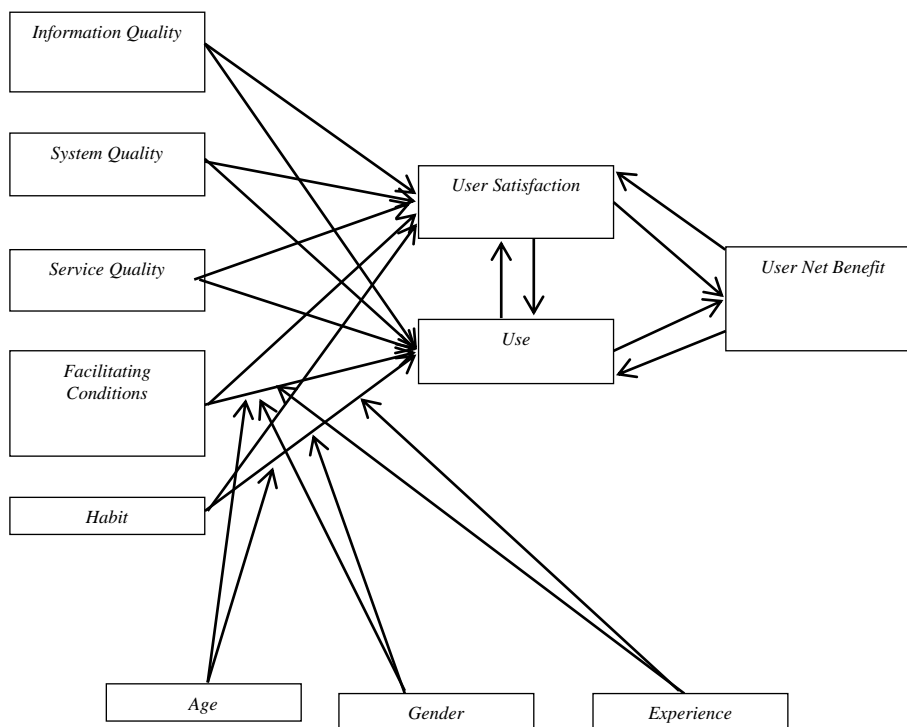 Information Quality
System Quality
User Satisfaction
Service Quality
User Net Benefit
Use
Facilitating
Conditions
Habit
Age
Gender
Experience